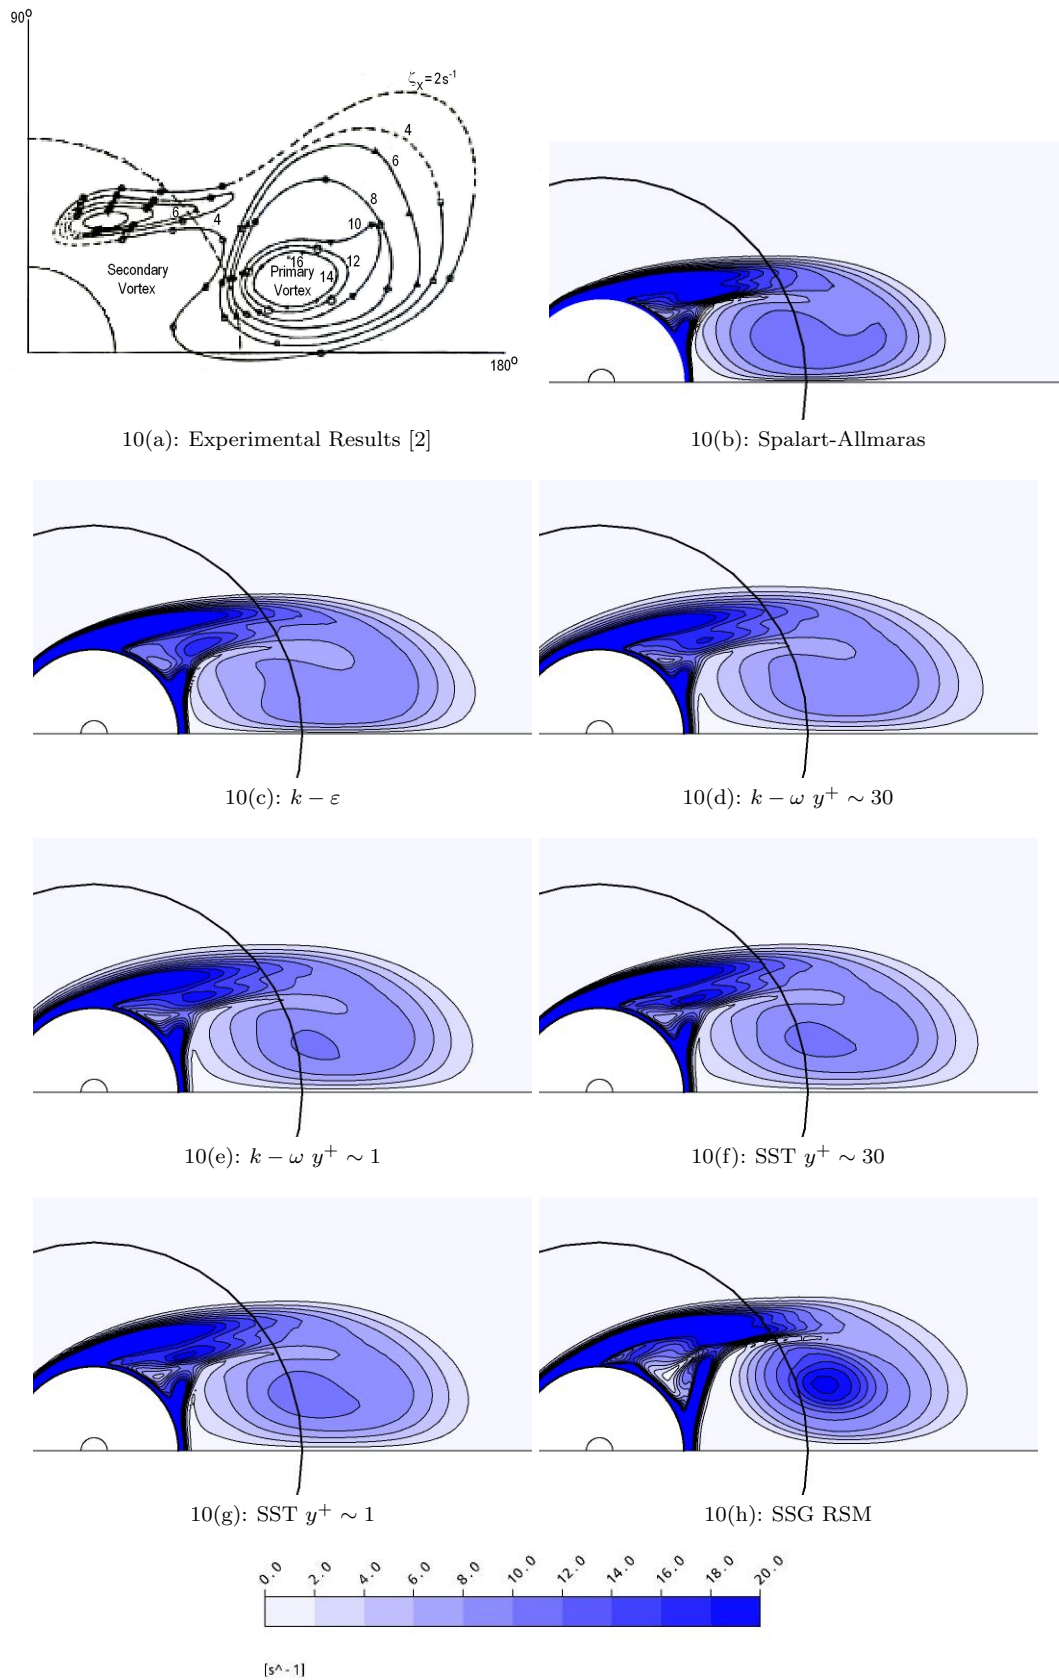 90º
ζx=2s⁻¹
4
6
8
10
12
16
14
6
4
Secondary
Vortex
Primary
Vortex
180º
10(a): Experimental Results [2]
10(b): Spalart-Allmaras
10(c): k − ε
10(d): k − ω y⁺ ∼ 30
10(e): k − ω y⁺ ∼ 1
10(f): SST y⁺ ∼ 30
10(g): SST y⁺ ∼ 1
10(h): SSG RSM
0.0 2.0 4.0 6.0 8.0 10.0 12.0 14.0 16.0 18.0 20.0
[s^-1]